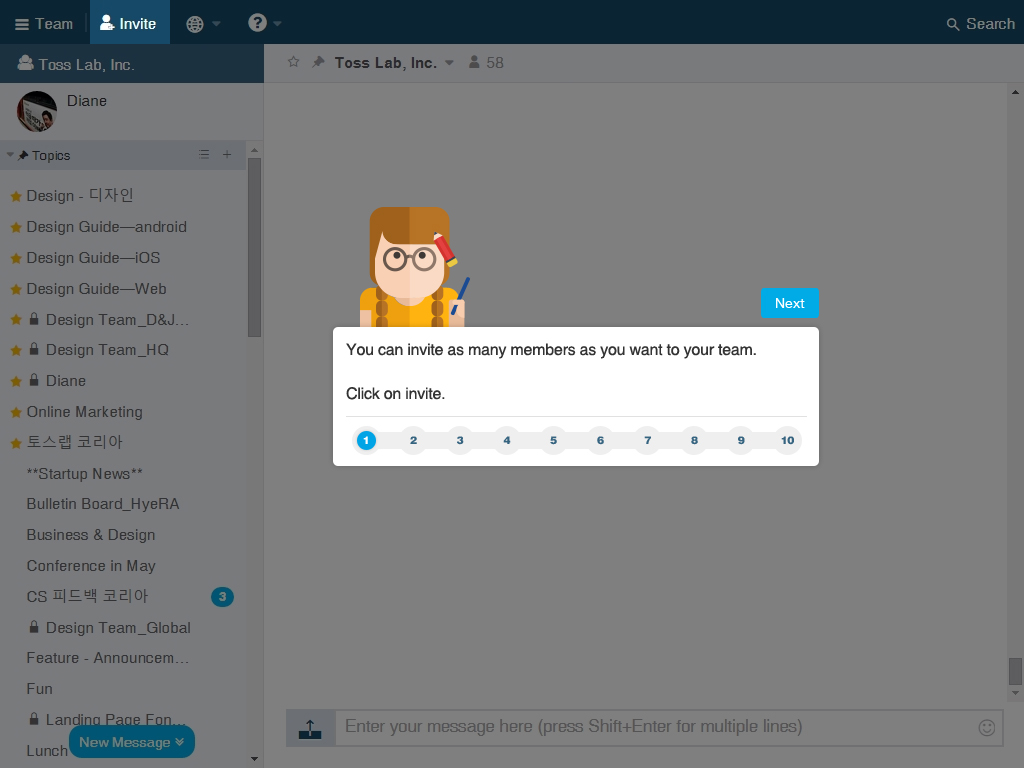 Team
Invite
Search
Toss Lab, Inc.
Toss Lab, Inc.
58
Diane
Topics
Design - 디자인
Design Guide—android
Design Guide—iOS
Design Guide—Web
Design Team_D&J...
Design Team_HQ
Diane
Online Marketing
토스랩 코리아
**Startup News**
Bulletin Board_HyeRA
Business & Design
Conference in May
CS 피드백 코리아 3
Design Team_Global
Feature - Announcem...
Fun
Landing Page Fon...
Lunch
New Message
Next
You can invite as many members as you want to your team.
Click on invite.
1 2 3 4 5 6 7 8 9 10
Enter your message here (press Shift+Enter for multiple lines)